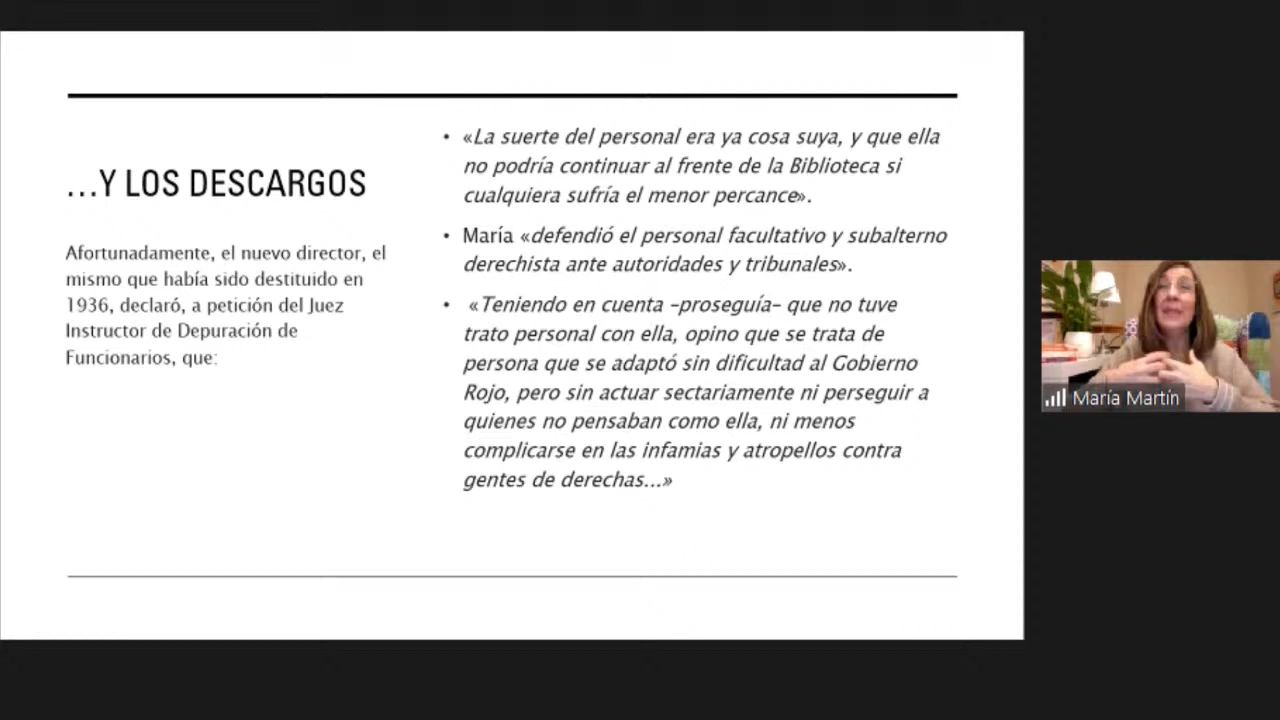 …Y LOS DESCARGOS
Afortunadamente, el nuevo director, el
mismo que había sido destituido en
1936, declaró, a petición del Juez
Instructor de Depuración de
Funcionarios, que:
• «La suerte del personal era ya cosa suya, y que ella
no podría continuar al frente de la Biblioteca si
cualquiera sufría el menor percance».
• María «defendió el personal facultativo y subalterno
derechista ante autoridades y tribunales».
• «Teniendo en cuenta –proseguía– que no tuve
trato personal con ella, opino que se trata de
persona que se adaptó sin dificultad al Gobierno
Rojo, pero sin actuar sectariamente ni perseguir a
quienes no pensaban como ella, ni menos
complicarse en las infamias y atropellos contra
gentes de derechas…»
María Martín